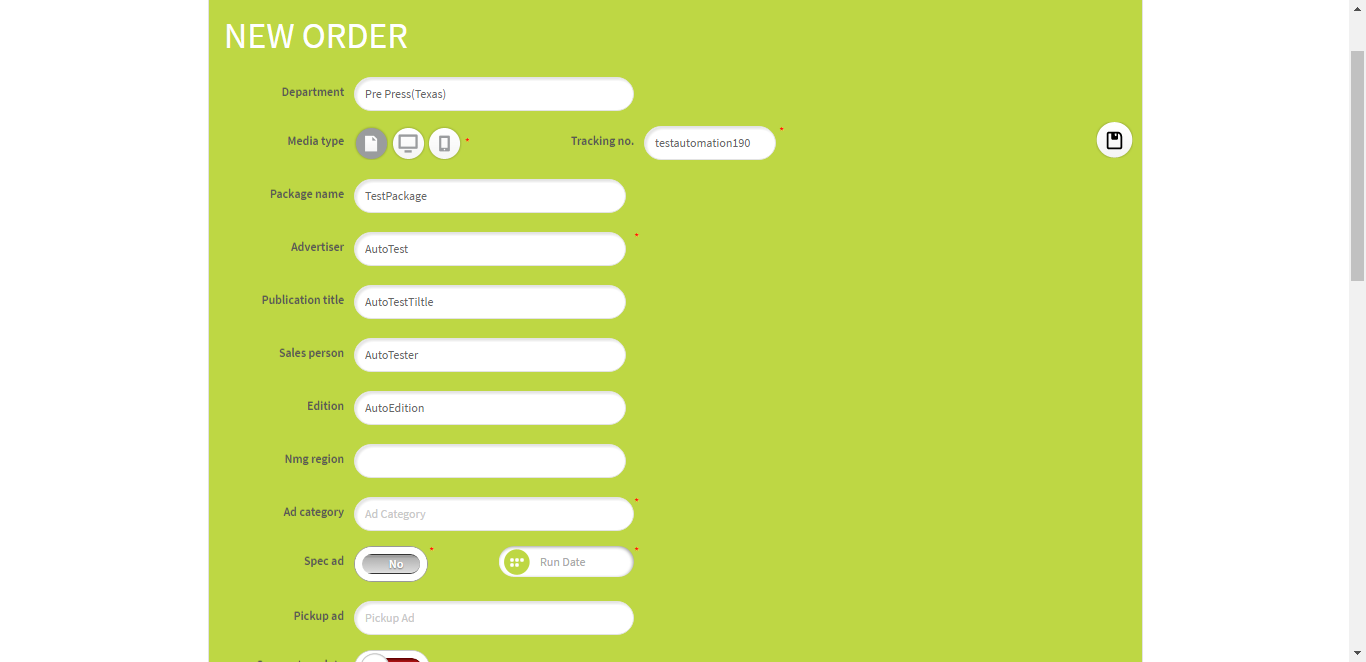 NEW ORDER
Department Pre Press(Texas)
Media type * Tracking no. testautomation190 *
Package name TestPackage
Advertiser AutoTest *
Publication title AutoTestTiltle
Sales person AutoTester
Edition AutoEdition
Nmg region
Ad category Ad Category *
Spec ad No * Run Date *
Pickup ad Pickup Ad